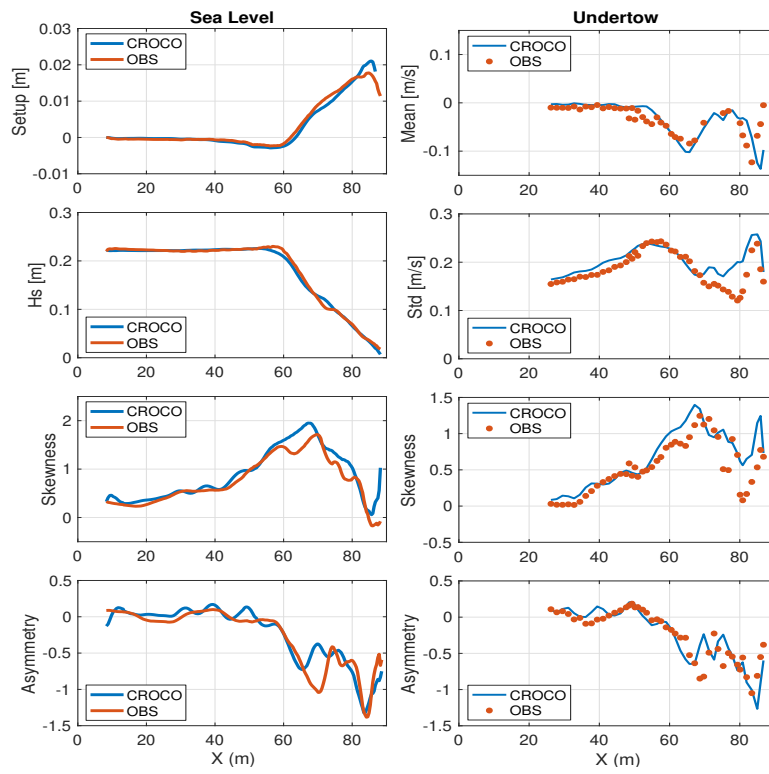 Sea Level
Undertow
Setup [m]
0.03
0.02
0.01
0
-0.01
CROCO
OBS
0 20 40 60 80
Mean [m/s]
0.1
0
-0.1
CROCO
OBS
0 20 40 60 80
Hs [m]
0.3
0.2
0.1
0
CROCO
OBS
0 20 40 60 80
Std [m/s]
0.3
0.2
0.1
0
CROCO
OBS
0 20 40 60 80
Skewness
2
1
0
CROCO
OBS
0 20 40 60 80
Skewness
1.5
1
0.5
0
-0.5
CROCO
OBS
0 20 40 60 80
Asymmetry
0.5
0
-0.5
-1
-1.5
CROCO
OBS
0 20 40 60 80
X (m)
Asymmetry
0.5
0
-0.5
-1
-1.5
CROCO
OBS
0 20 40 60 80
X (m)